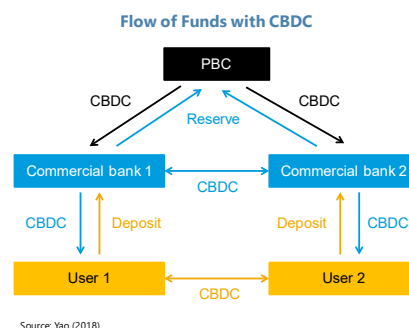 Flow of Funds with CBDC
PBC
CBDC
CBDC
Reserve
Commercial bank 1
Commercial bank 2
CBDC
CBDC
Deposit
Deposit
CBDC
User 1
User 2
CBDC
Source: Yao (2018)